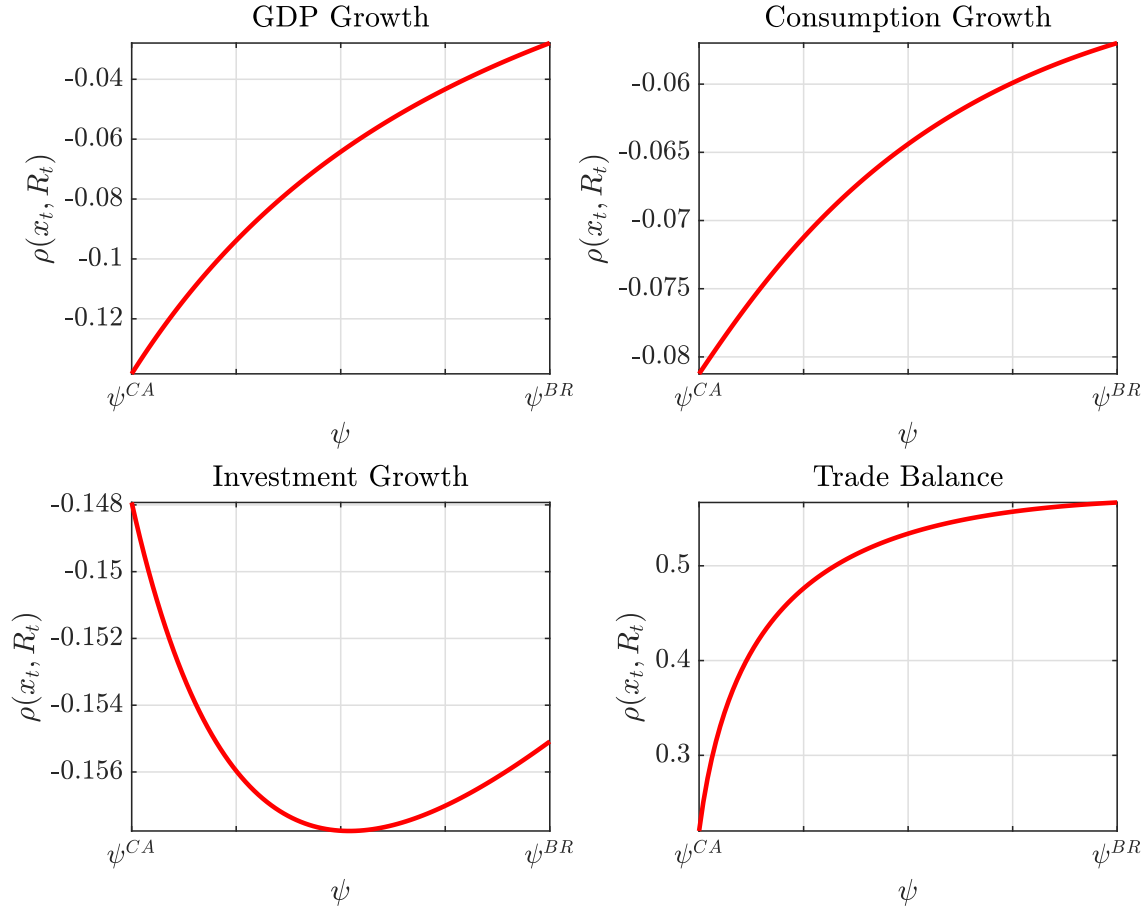 GDP Growth
-0.04
-0.06
-0.08
-0.1
-0.12
ρ(x_t, R_t)
ψ^{CA}
ψ^{BR}
ψ
Consumption Growth
-0.06
-0.065
-0.07
-0.075
-0.08
ρ(x_t, R_t)
ψ^{CA}
ψ^{BR}
ψ
Investment Growth
-0.148
-0.15
-0.152
-0.154
-0.156
ρ(x_t, R_t)
ψ^{CA}
ψ^{BR}
ψ
Trade Balance
0.5
0.4
0.3
ρ(x_t, R_t)
ψ^{CA}
ψ^{BR}
ψ